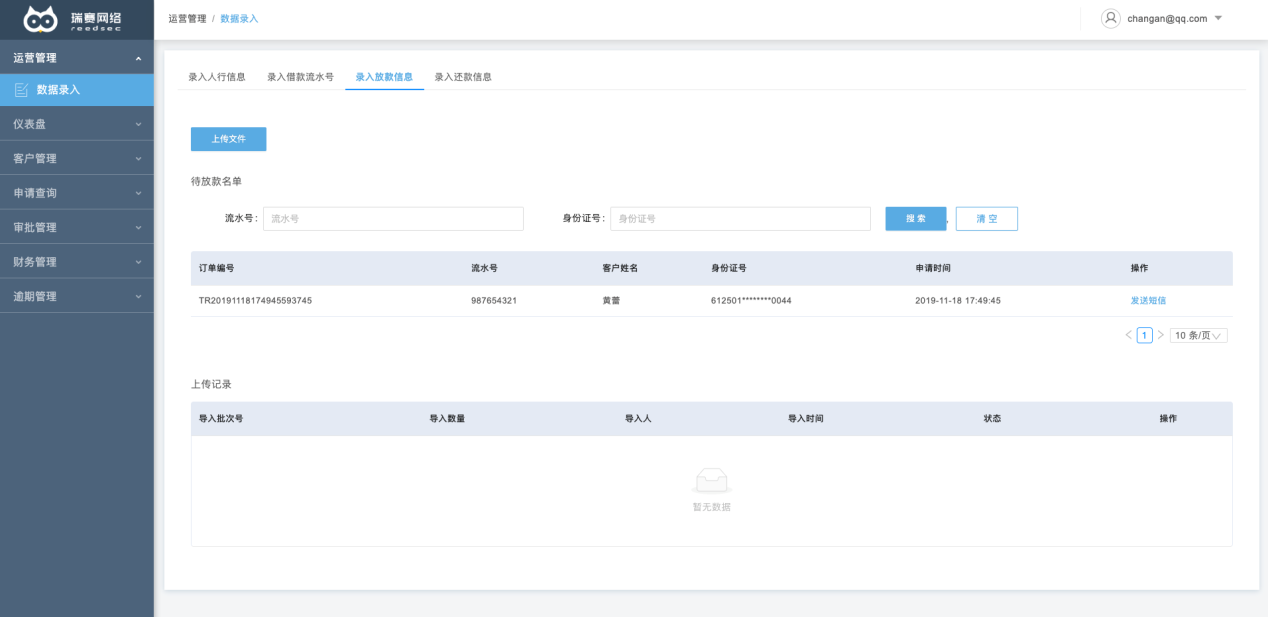 瑞赛网络
reedsec
运营管理 / 数据录入
changan@qq.com
运营管理
数据录入
仪表盘
客户管理
申请查询
审批管理
财务管理
逾期管理
录入人行信息 录入借款流水号 录入放款信息 录入还款信息
上传文件
待放款名单
流水号: 流水号 身份证号: 身份证号 搜索 , 清空
订单编号 流水号 客户姓名 身份证号 申请时间 操作
TR20191118174945593745 987654321 黄蕾 612501********0044 2019-11-18 17:49:45 发送短信
< 1 > 10 条/页
上传记录
导入批次号 导入数量 导入人 导入时间 状态 操作
暂无数据